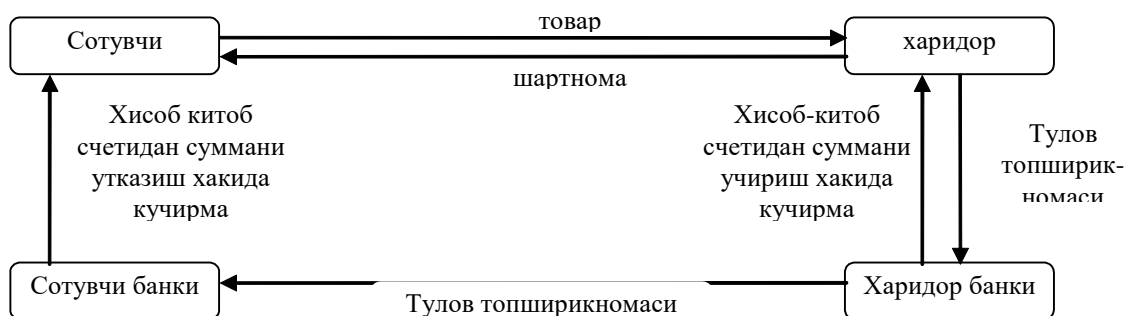 товар
Сотувчи
харидор
шартнома
Хисоб китоб
счетидан суммани
утказиш хакида
кучирма
Хисоб-китоб
счетидан суммани
учириш хакида
кучирма
Тулов
топширик-
номаси
Сотувчи банки
Тулов топширикномаси
Харидор банки